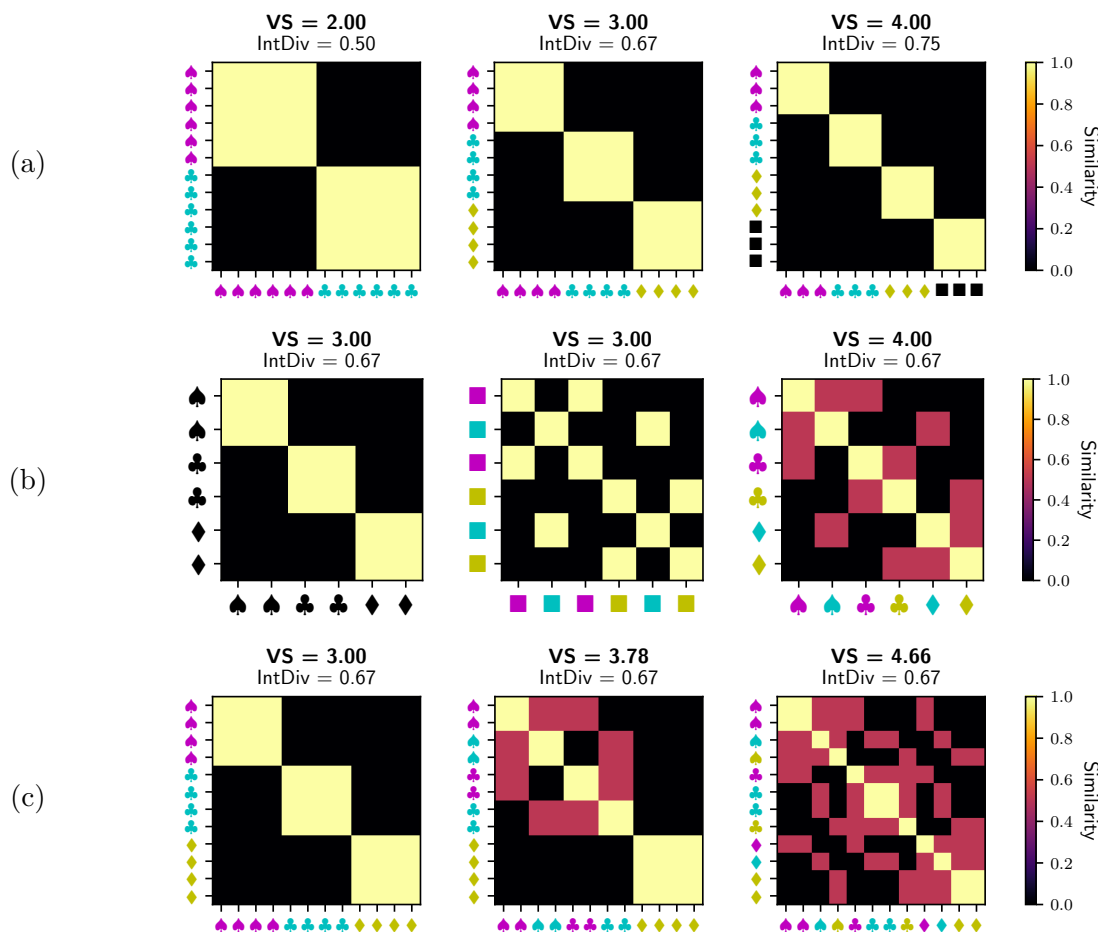 VS = 2.00
IntDiv = 0.50
VS = 3.00
IntDiv = 0.67
VS = 4.00
IntDiv = 0.75
(a)
1.0
0.8
0.6
0.4
0.2
0.0
Similarity
VS = 3.00
IntDiv = 0.67
VS = 3.00
IntDiv = 0.67
VS = 4.00
IntDiv = 0.67
(b)
1.0
0.8
0.6
0.4
0.2
0.0
Similarity
VS = 3.00
IntDiv = 0.67
VS = 3.78
IntDiv = 0.67
VS = 4.66
IntDiv = 0.67
(c)
1.0
0.8
0.6
0.4
0.2
0.0
Similarity